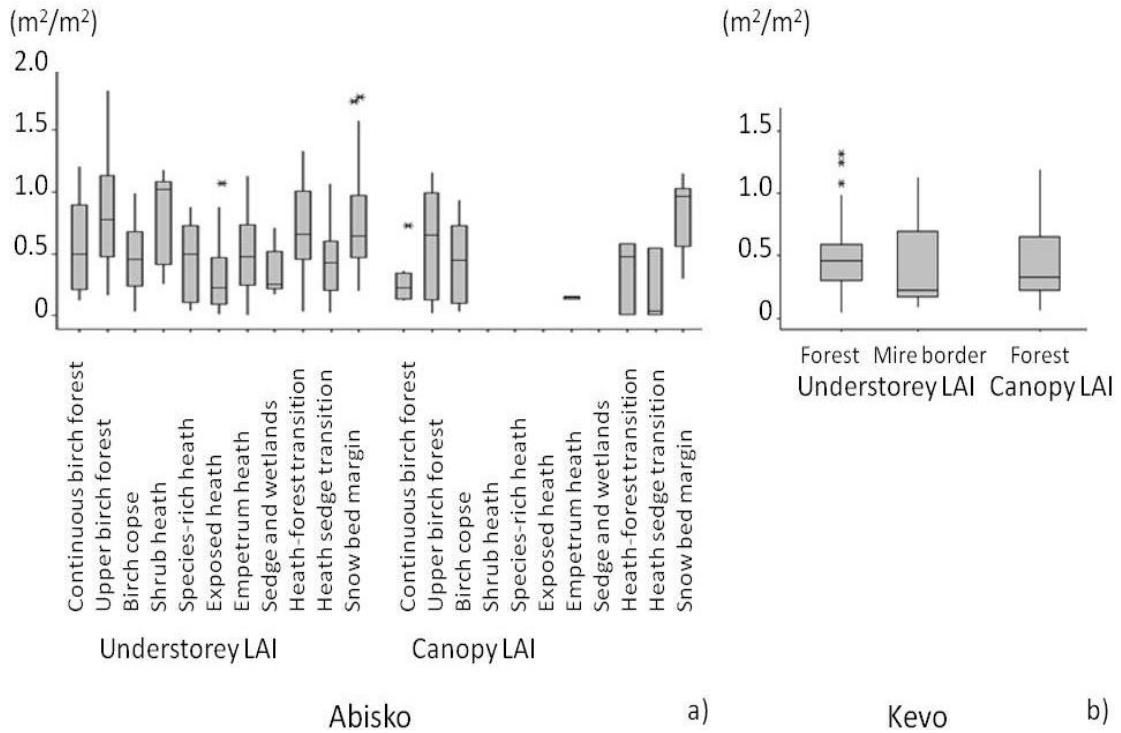 (m²/m²)
2.0
1.5
1.0
0.5
0
Continuous birch forest
Upper birch forest
Birch copse
Shrub heath
Species-rich heath
Exposed heath
Empetrum heath
Sedge and wetlands
Heath-forest transition
Heath sedge transition
Snow bed margin
Continuous birch forest
Upper birch forest
Birch copse
Shrub heath
Species-rich heath
Exposed heath
Empetrum heath
Sedge and wetlands
Heath-forest transition
Heath sedge transition
Snow bed margin
Understorey LAI
Canopy LAI
Abisko
a)
(m²/m²)
1.5
1.0
0.5
0
Forest Mire border Forest
Understorey LAI Canopy LAI
Kevo
b)